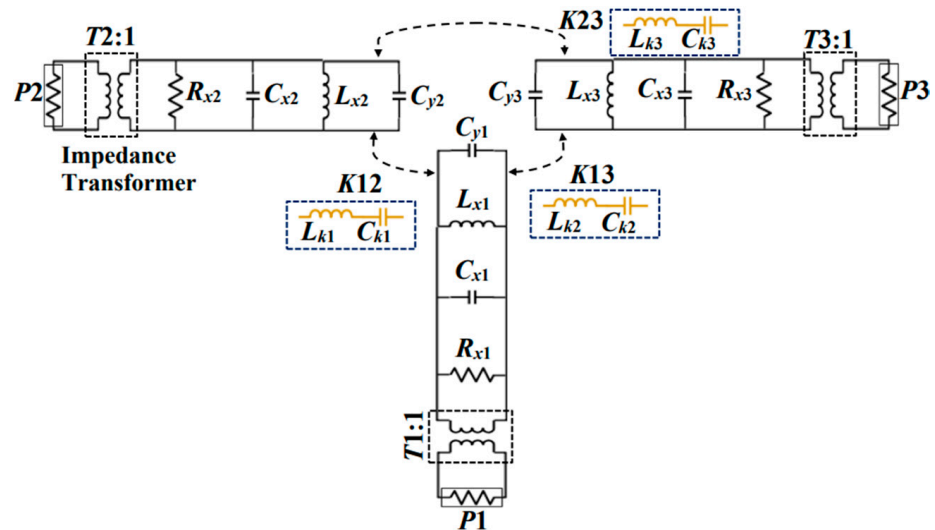 K23
Lk3 Ck3
T2:1
T3:1
P2
Rx2
Cx2
Lx2
Cy2
Cy3
Lx3
Cx3
Rx3
P3
Impedance
Transformer
Cy1
K12
Lk1 Ck1
Lx1
K13
Lk2 Ck2
Cx1
Rx1
T1:1
P1